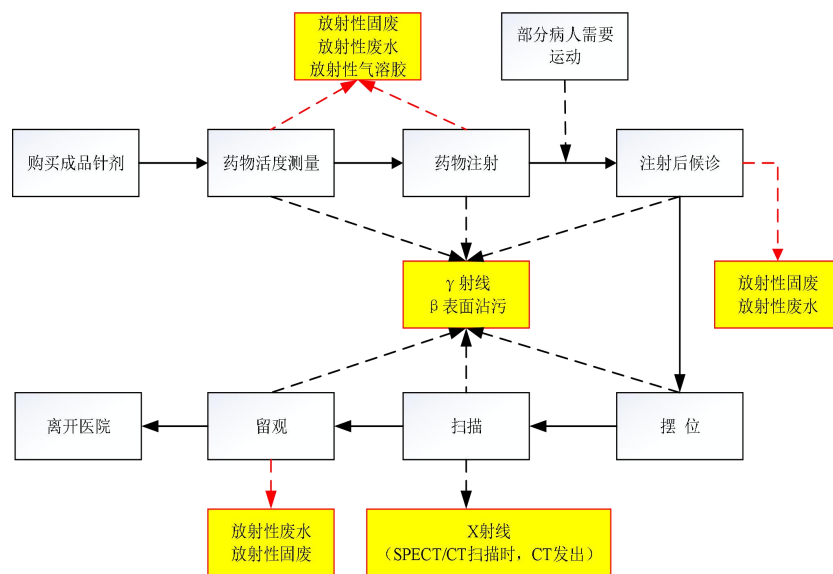 放射性固废
放射性废水
放射性气溶胶
部分病人需要
运动
购买成品针剂
药物活度测量
药物注射
注射后候诊
γ射线
β表面沾污
放射性固废
放射性废水
离开医院
留观
扫描
摆 位
放射性废水
放射性固废
X射线
（SPECT/CT扫描时，CT发出）